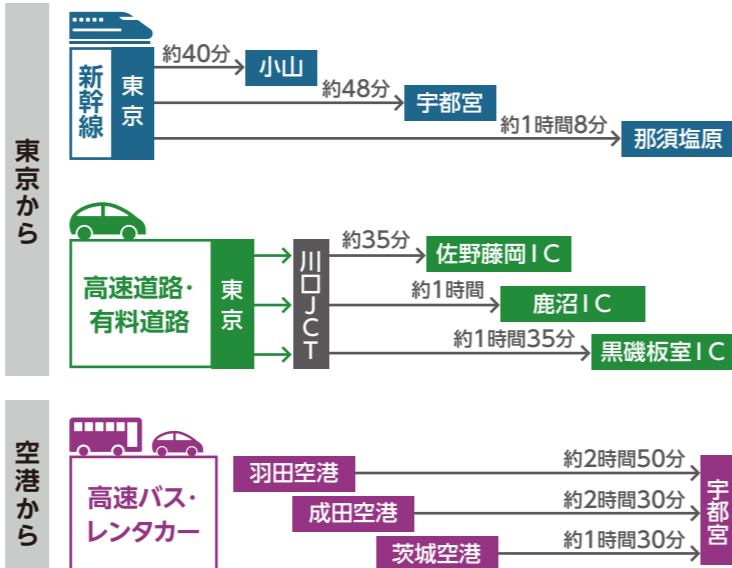 東京から
新幹線
東京
約40分
小山
約48分
宇都宮
約1時間8分
那須塩原
高速道路・
有料道路
東京
川口JCT
約35分
佐野藤岡IC
約1時間
鹿沼IC
約1時間35分
黒磯板室IC
空港から
高速バス・
レンタカー
羽田空港
約2時間50分
成田空港
約2時間30分
茨城空港
約1時間30分
宇都宮